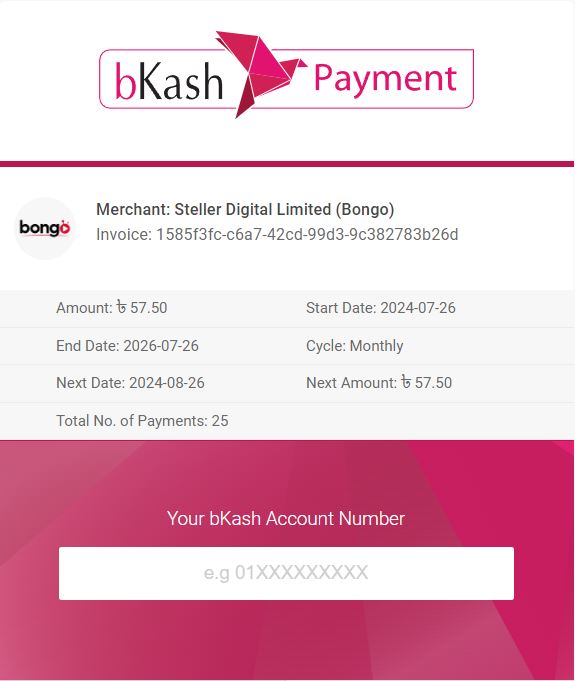 bKash Payment
bongo
Merchant: Steller Digital Limited (Bongo)
Invoice: 1585f3fc-c6a7-42cd-99d3-9c382783b26d
Amount: ৳ 57.50
Start Date: 2024-07-26
End Date: 2026-07-26
Cycle: Monthly
Next Date: 2024-08-26
Next Amount: ৳ 57.50
Total No. of Payments: 25
Your bKash Account Number
e.g 01XXXXXXXXX